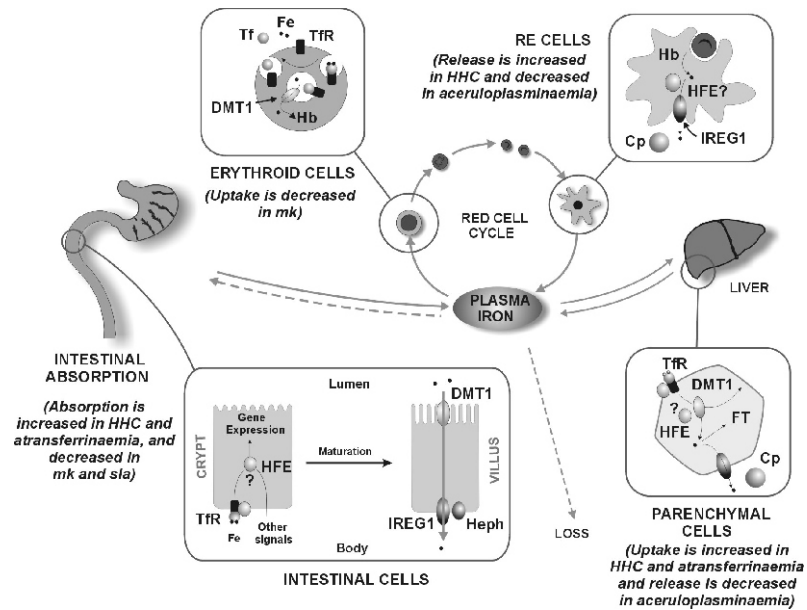 Fe
Tf
TfR
DMT1
Hb
ERYTHROID CELLS
(Uptake is decreased
in mk)
RE CELLS
(Release is increased
in HHC and decreased
in aceruloplasminaemia)
Hb
HFE?
Cp
IREG1
RED CELL
CYCLE
PLASMA
IRON
LIVER
INTESTINAL
ABSORPTION
(Absorption is
increased in HHC and
atransferrinaemia, and
decreased in
mk and sla)
Lumen
Gene
Expression
CRYPT
HFE
?
TfR
Fe
Other
signals
Maturation
DMT1
VILLUS
IREG1
Heph
Body
INTESTINAL CELLS
LOSS
TfR
DMT1
?
HFE
FT
Cp
PARENCHYMAL
CELLS
(Uptake is increased in
HHC and atransferrinaemia
and release is decreased
in aceruloplasminaemia)